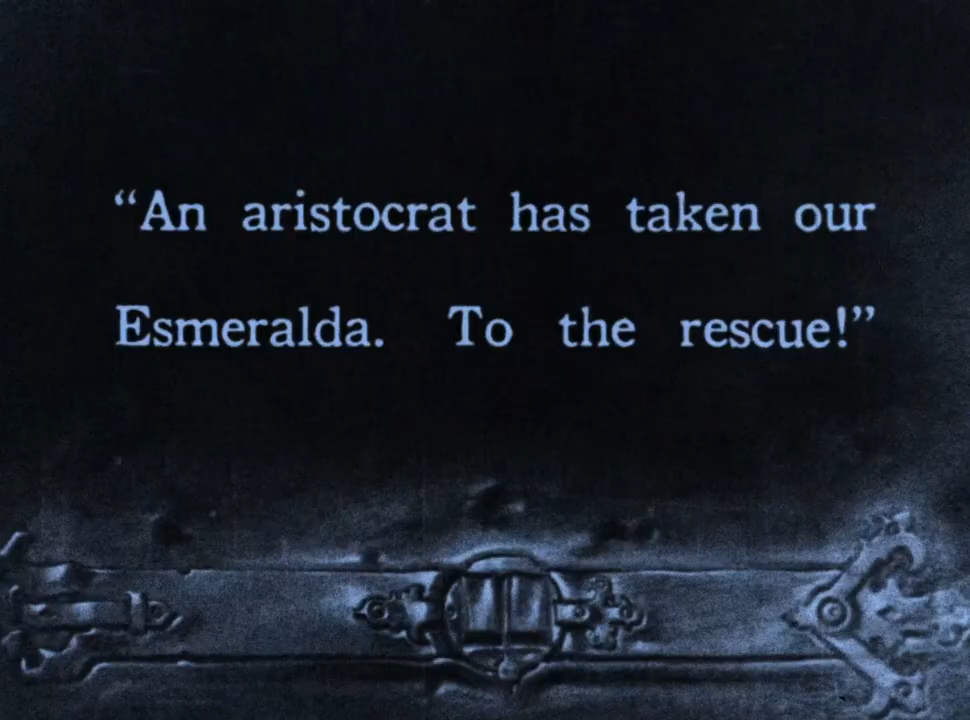 “An aristocrat has taken our
Esmeralda. To the rescue!”